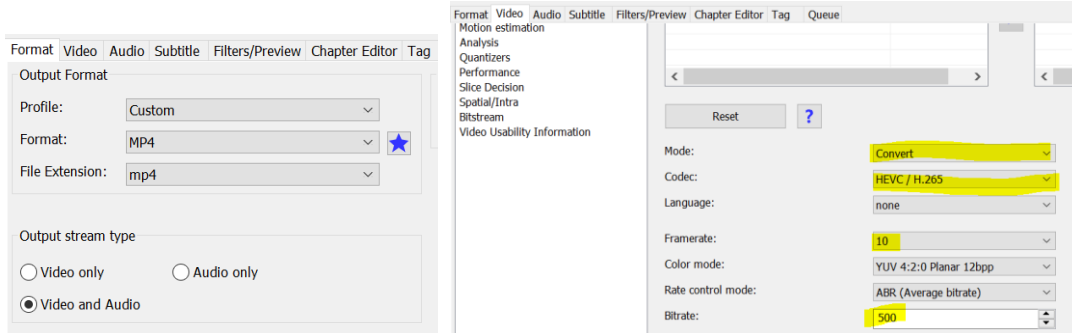 Format Video Audio Subtitle Filters/Preview Chapter Editor Tag
Output Format
Profile: Custom
Format: MP4
File Extension: mp4
Output stream type
Video only Audio only
Video and Audio
Format Video Audio Subtitle Filters/Preview Chapter Editor Tag Queue
Motion estimation
Analysis
Quantizers
Performance
Slice Decision
Spatial/Intra
Bitstream
Video Usability Information
Reset ?
Mode: Convert
Codec: HEVC / H.265
Language: none
Framerate: 10
Color mode: YUV 4:2:0 Planar 12bpp
Rate control mode: ABR (Average bitrate)
Bitrate: 500